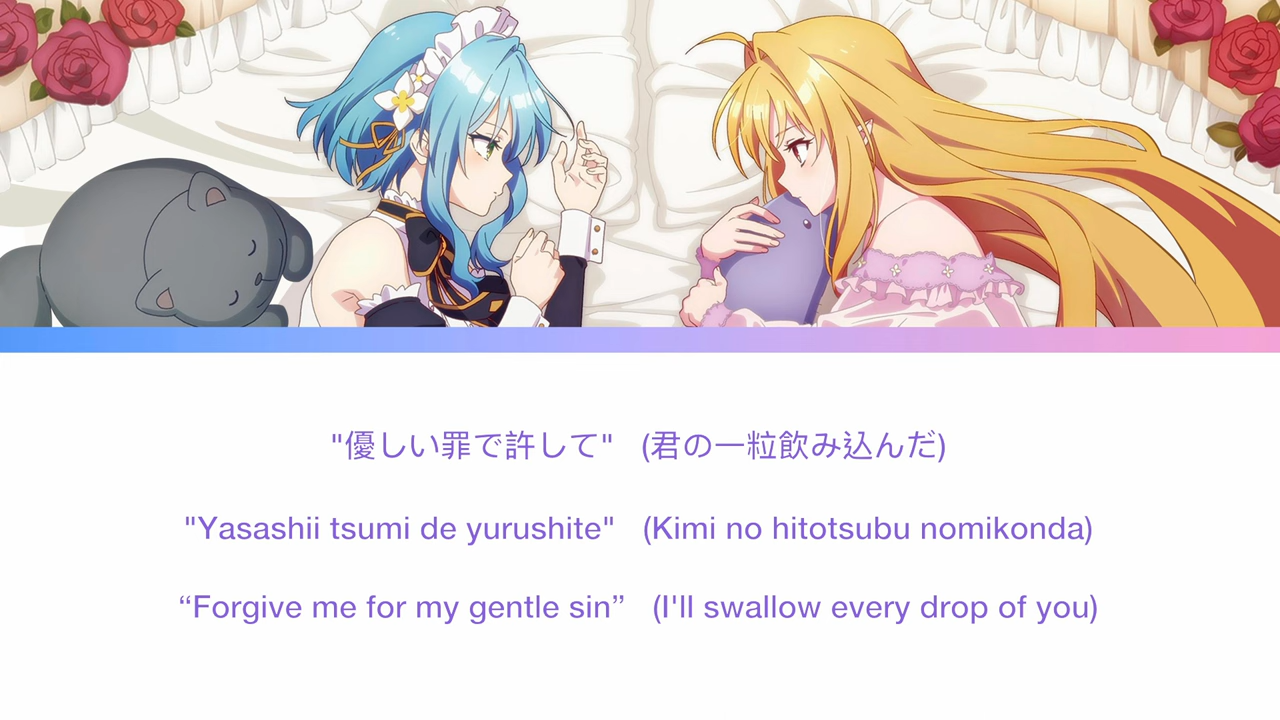 "優しい罪で許して" (君の一粒飲み込んだ)
"Yasashii tsumi de yurushite" (Kimi no hitotsubu nomikonda)
“Forgive me for my gentle sin” (I'll swallow every drop of you)